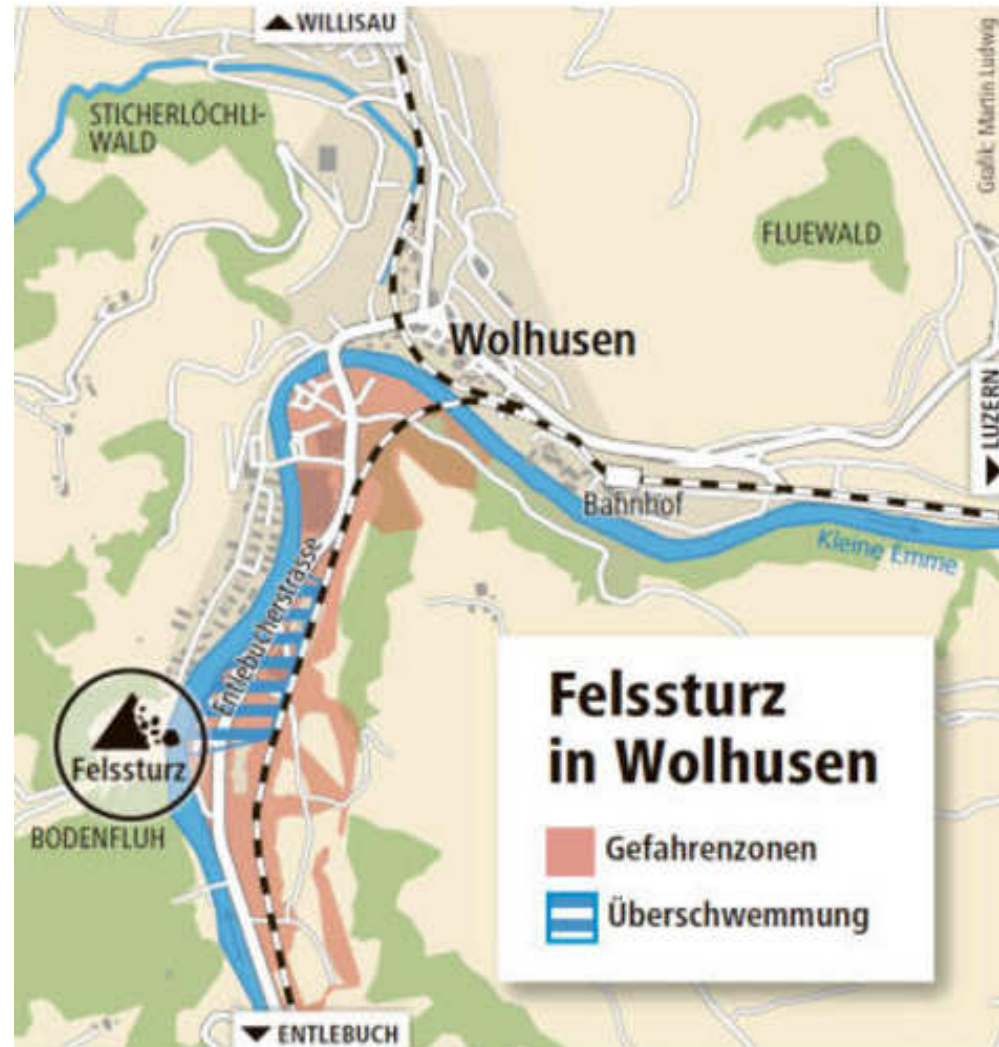 WILLISAU
Grafik: Martin Ludwig
STICHERLÖCHLI-
WALD
FLUEWALD
Wolhusen
LUZERN
Bahnhof
Kleine Emme
Entlebucherstrasse
Felssturz
BODENFLUH
Felssturz
in Wolhusen
Gefahrenzonen
Überschwemmung
ENTLEBUCH